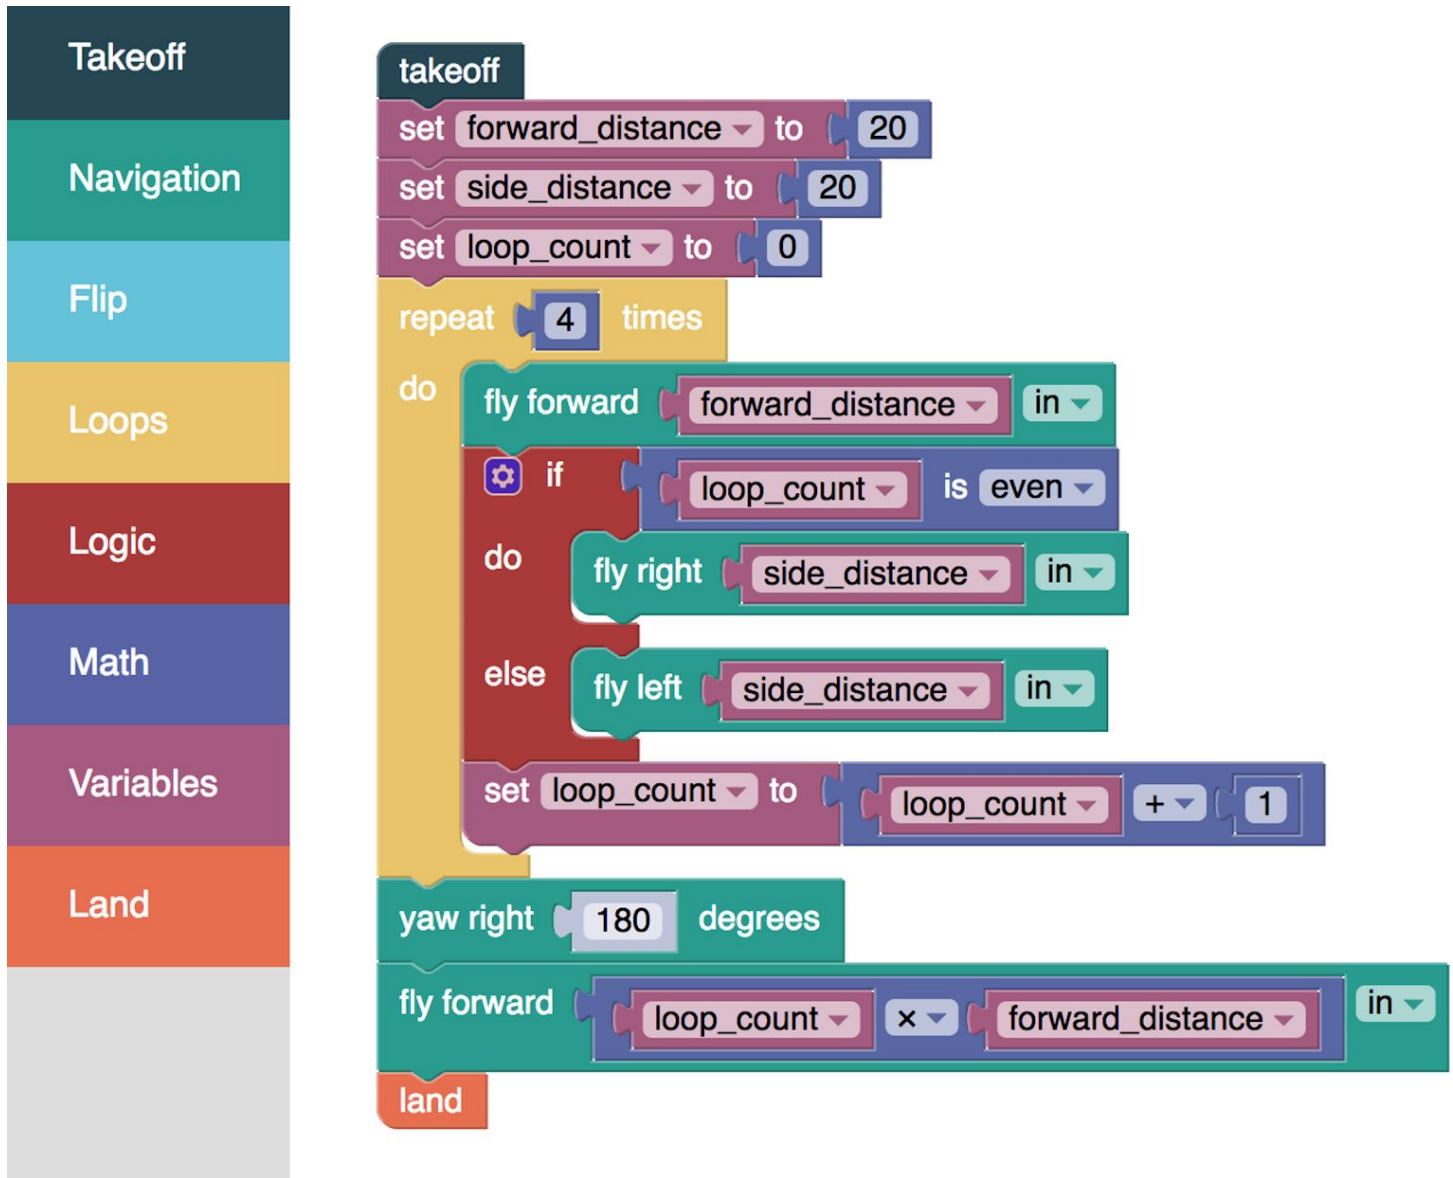 Takeoff
Navigation
Flip
Loops
Logic
Math
Variables
Land
takeoff
set forward_distance to 20
set side_distance to 20
set loop_count to 0
repeat 4 times
do fly forward forward_distance in
if loop_count is even
do fly right side_distance in
else fly left side_distance in
set loop_count to loop_count + 1
yaw right 180 degrees
fly forward loop_count × forward_distance in
land